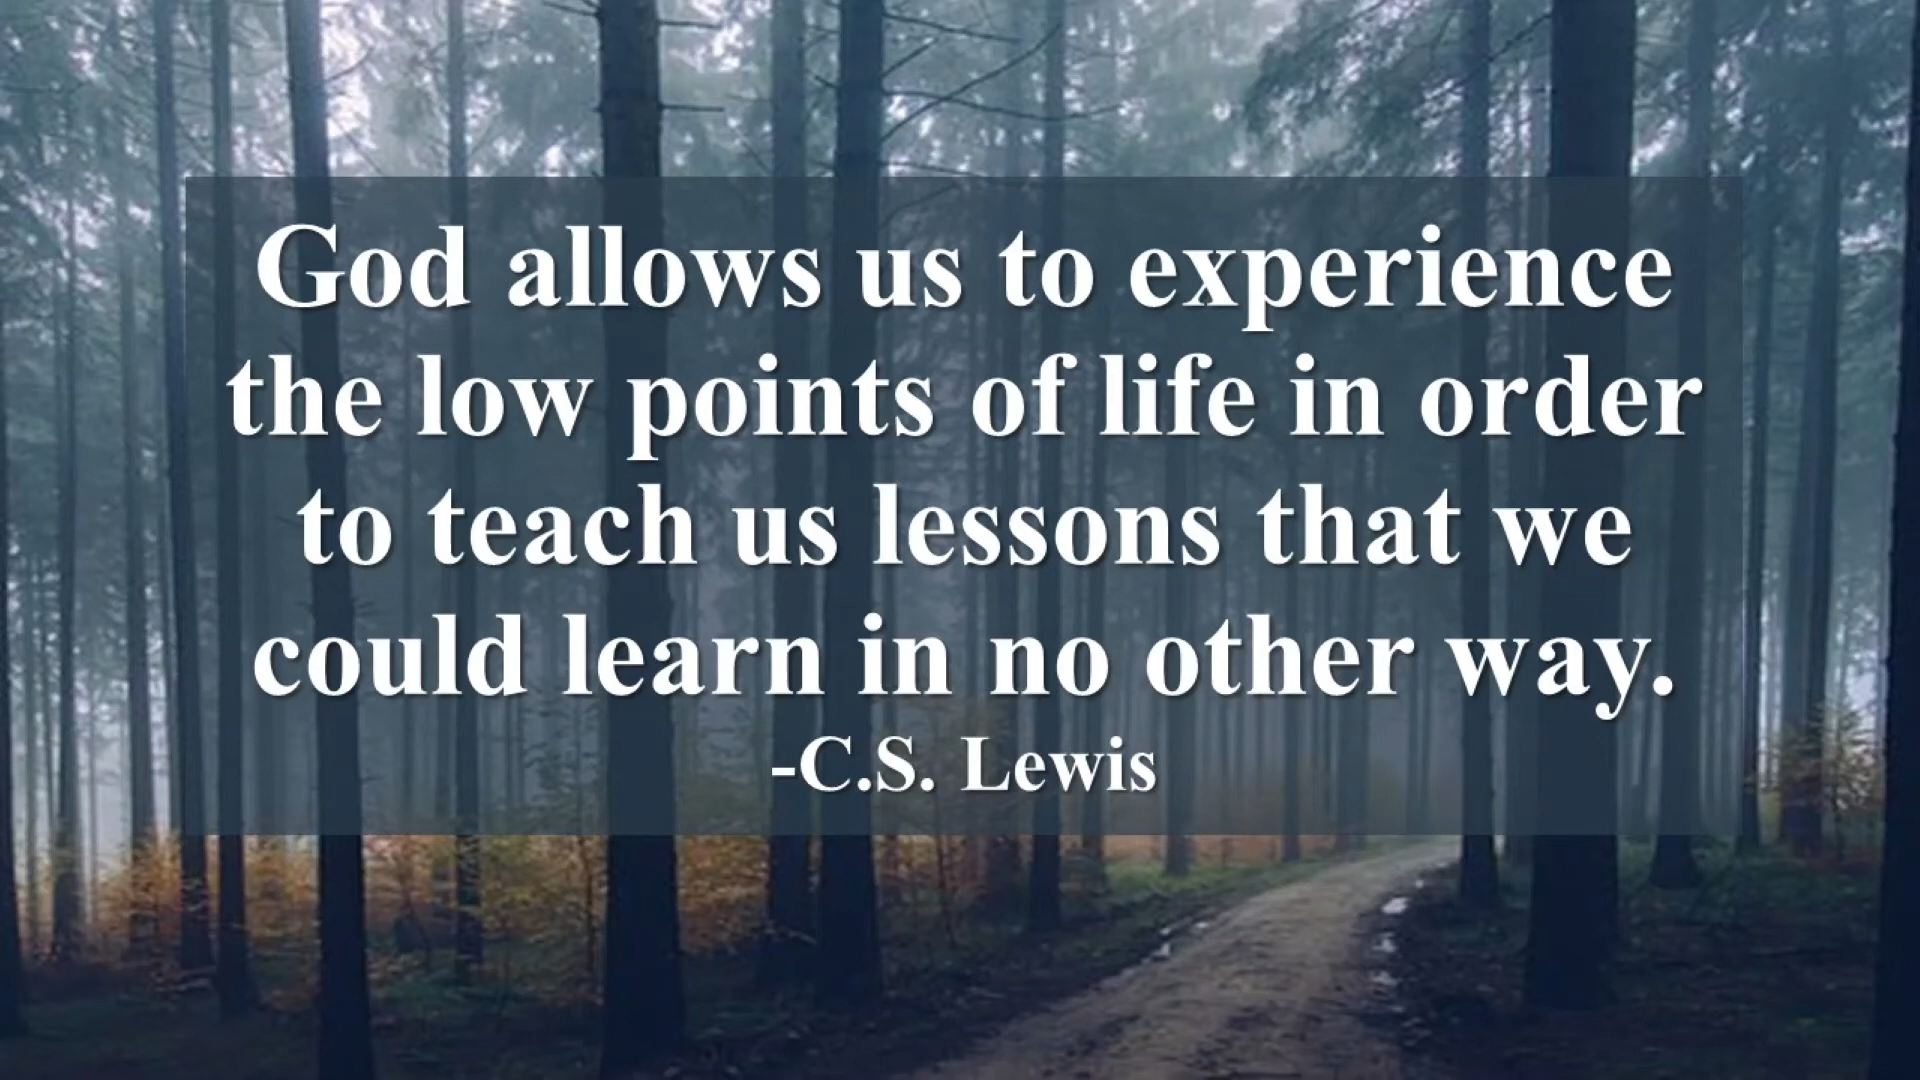 God allows us to experience
the low points of life in order
to teach us lessons that we
could learn in no other way.
-C.S. Lewis